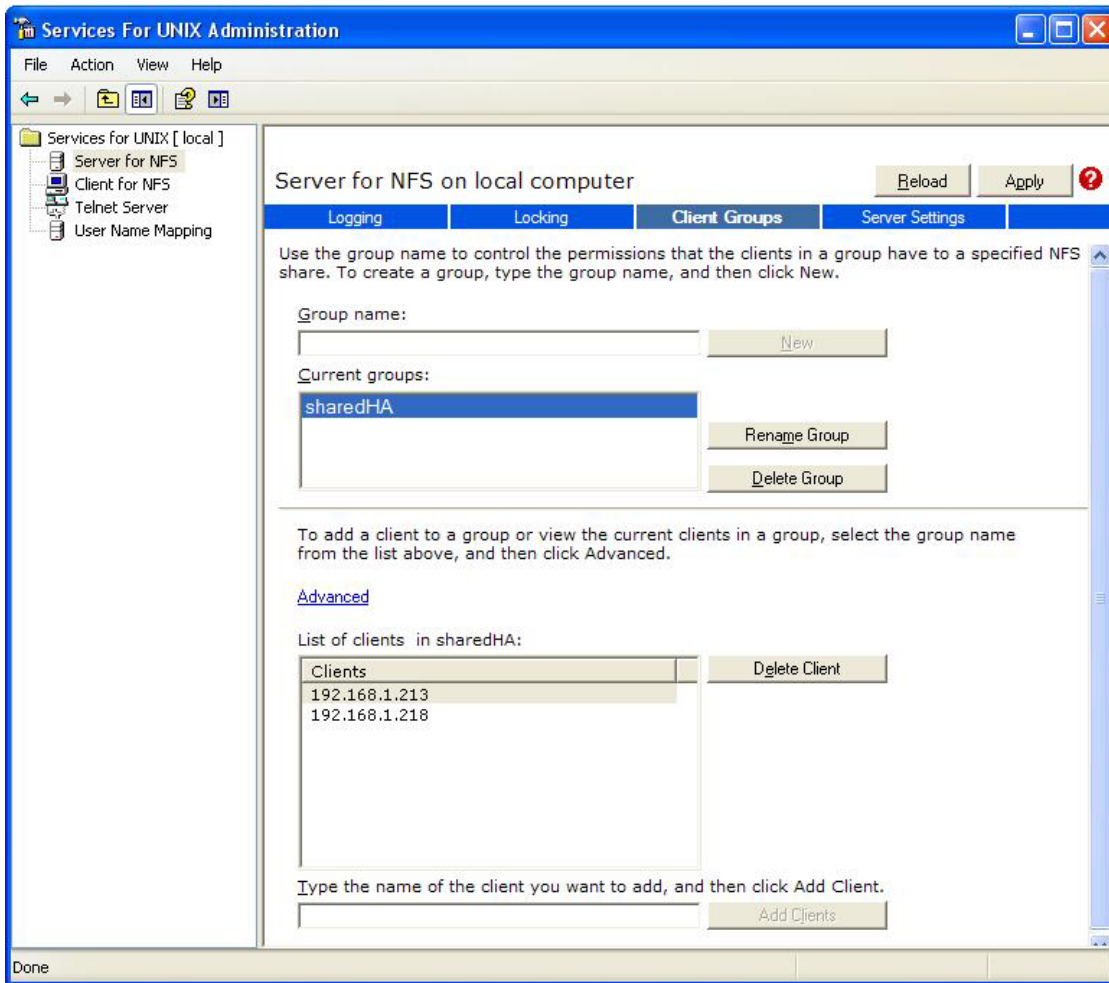 Services For UNIX Administration
File Action View Help
Services for UNIX [ local ]
Server for NFS
Client for NFS
Telnet Server
User Name Mapping
Server for NFS on local computer
Reload
Apply
?
Logging
Locking
Client Groups
Server Settings
Use the group name to control the permissions that the clients in a group have to a specified NFS
share. To create a group, type the group name, and then click New.
Group name:
New
Current groups:
sharedHA
Rename Group
Delete Group
To add a client to a group or view the current clients in a group, select the group name
from the list above, and then click Advanced.
Advanced
List of clients in sharedHA:
Clients
Delete Client
192.168.1.213
192.168.1.218
Type the name of the client you want to add, and then click Add Client.
Add Clients
Done